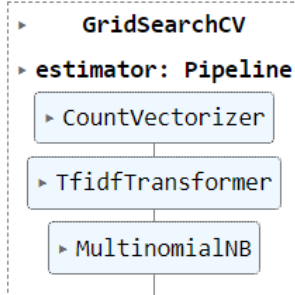 GridSearchCV
estimator: Pipeline
CountVectorizer
TfidfTransformer
MultinomialNB